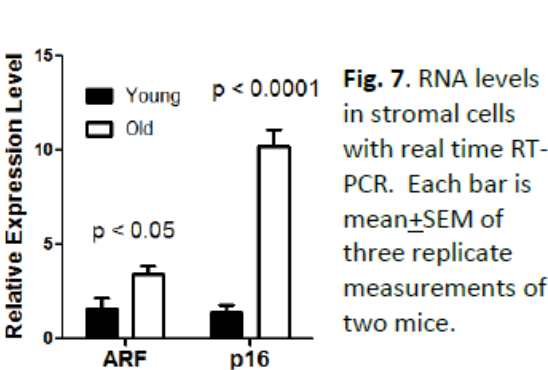 Relative Expression Level
15
10
5
0
Young
Old
p < 0.05
p < 0.0001
ARF
p16
Fig. 7. RNA levels
in stromal cells
with real time RT-
PCR. Each bar is
mean±SEM of
three replicate
measurements of
two mice.